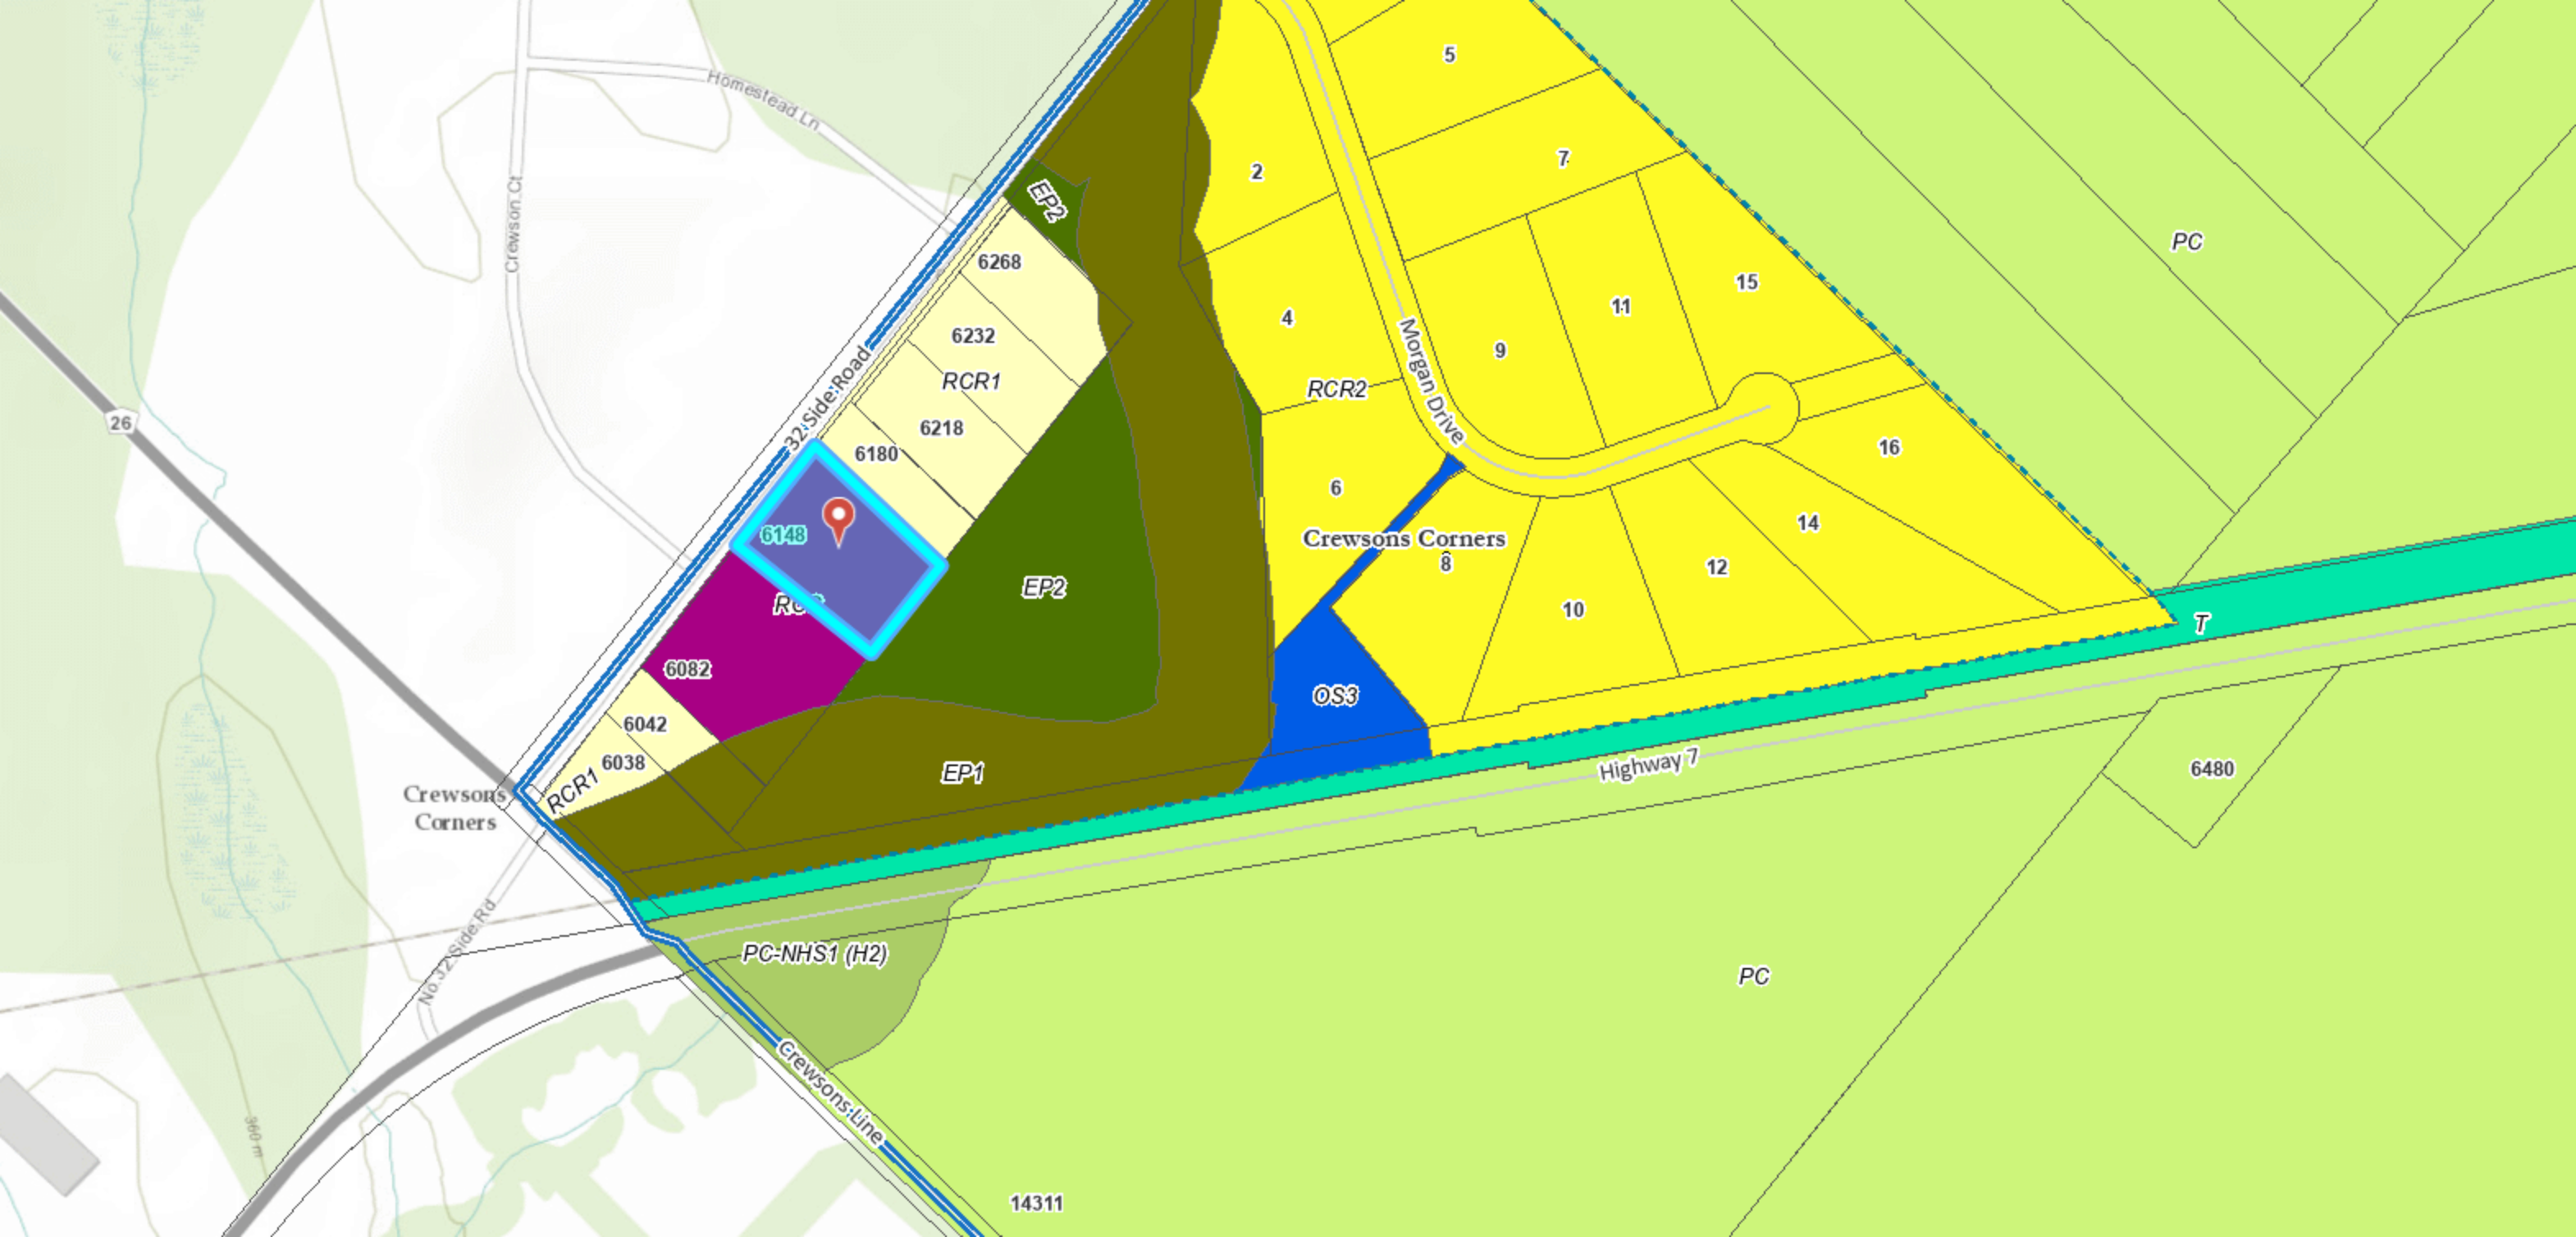 5
Homestead Ln
2
7
EP2
Crewson Ct
PC
6268
15
11
4
6232
9
Morgan Drive
RCR1
RCR2
32 Side Road
26
6218
6180
16
6
14
6148
Crewsons Corners
8
12
EP2
10
T
6082
OS3
6042
6038
EP1
Highway 7
6480
RCR1
Crewsons
Corners
No. 32 Side Rd
PC-NHS1 (H2)
PC
Crewsons Line
360 m
14311